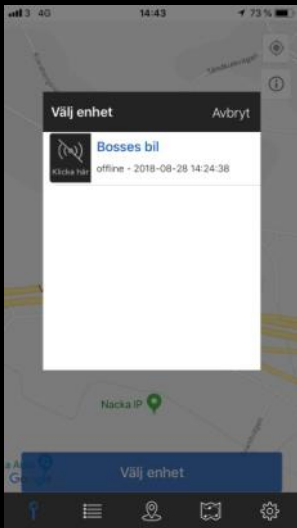 3 4G 14:43 73 %
Välj enhet Avbryt
Klicka här
Bosses bil
offline - 2018-08-28 14:24:38
Nacka IP
Välj enhet